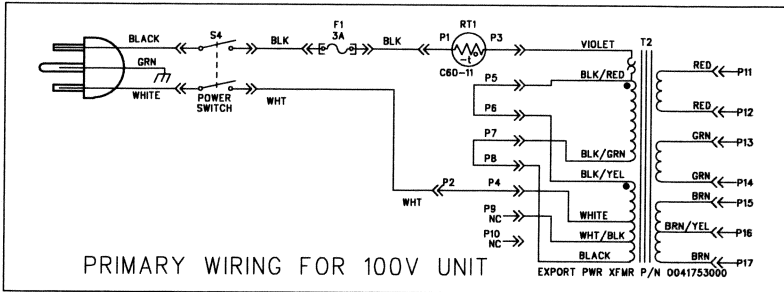 BLACK
S4
BLK
F1
3A
BLK
P1
RT1
P3
-t
C6D-11
VIOLET
T2
GRN
WHITE
POWER
SWITCH
WHT
P5
BLK/RED
P6
P7
BLK/GRN
P8
BLK/YEL
WHT
P2
P4
WHITE
P9
NC
WHT/BLK
P10
NC
BLACK
RED
P11
RED
P12
GRN
P13
GRN
P14
BRN
P15
BRN/YEL
P16
BRN
P17
PRIMARY WIRING FOR 100V UNIT
EXPORT PWR XFMR P/N 0041753000